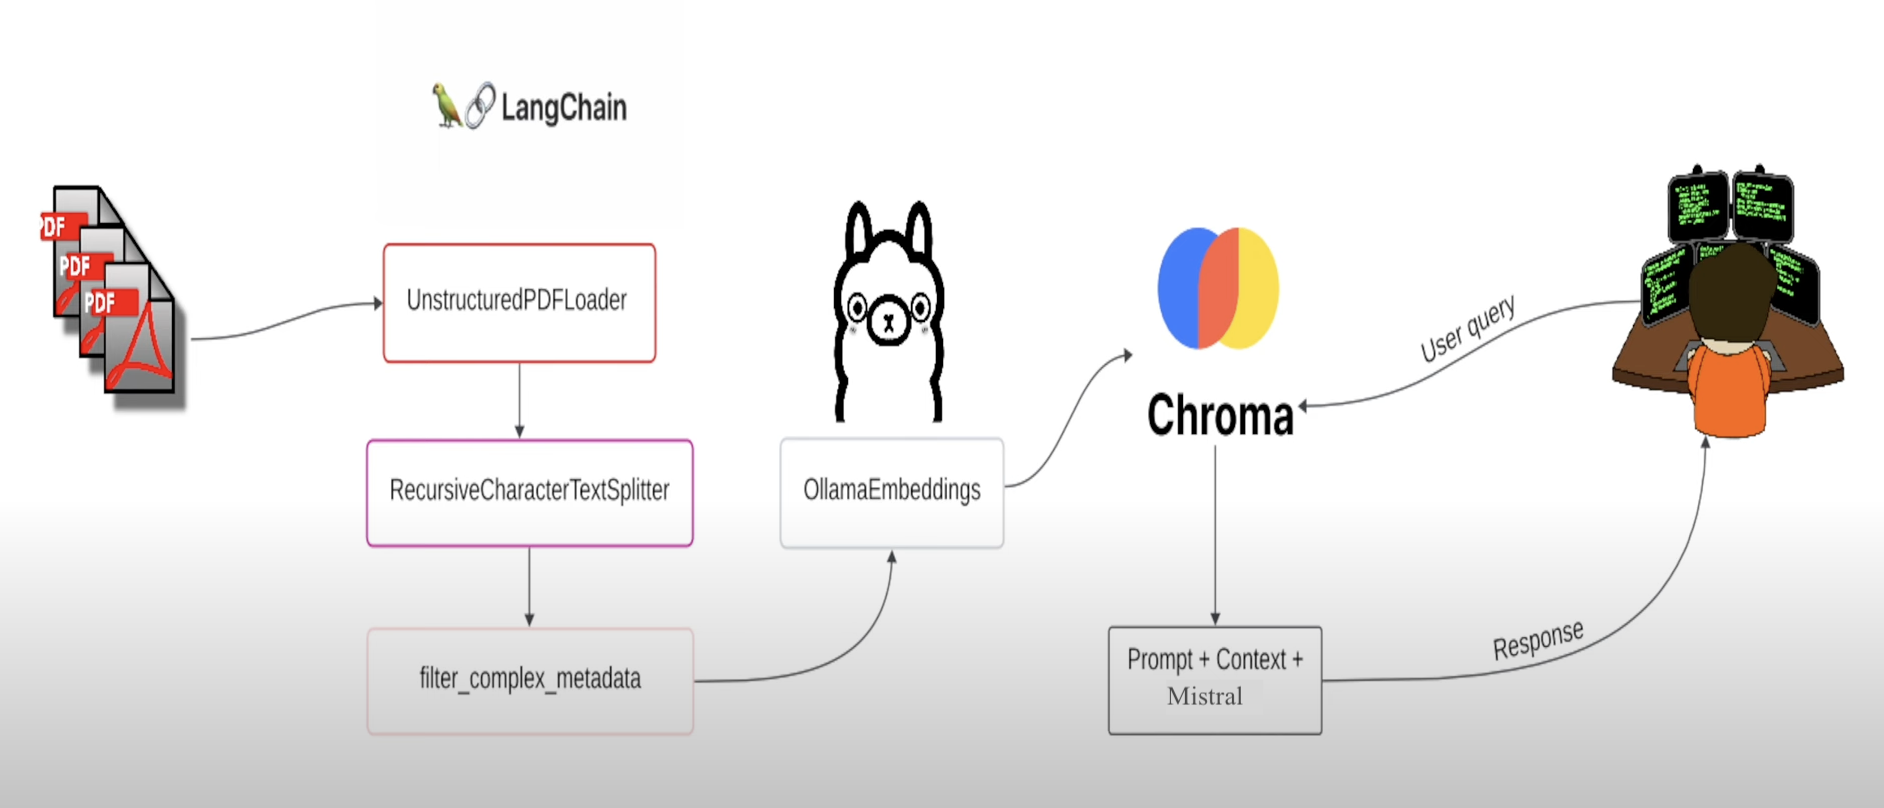 LangChain
PDF
PDF
PDF
UnstructuredPDFLoader
RecursiveCharacterTextSplitter
filter_complex_metadata
OllamaEmbeddings
Chroma
User query
Prompt + Context +
Mistral
Response